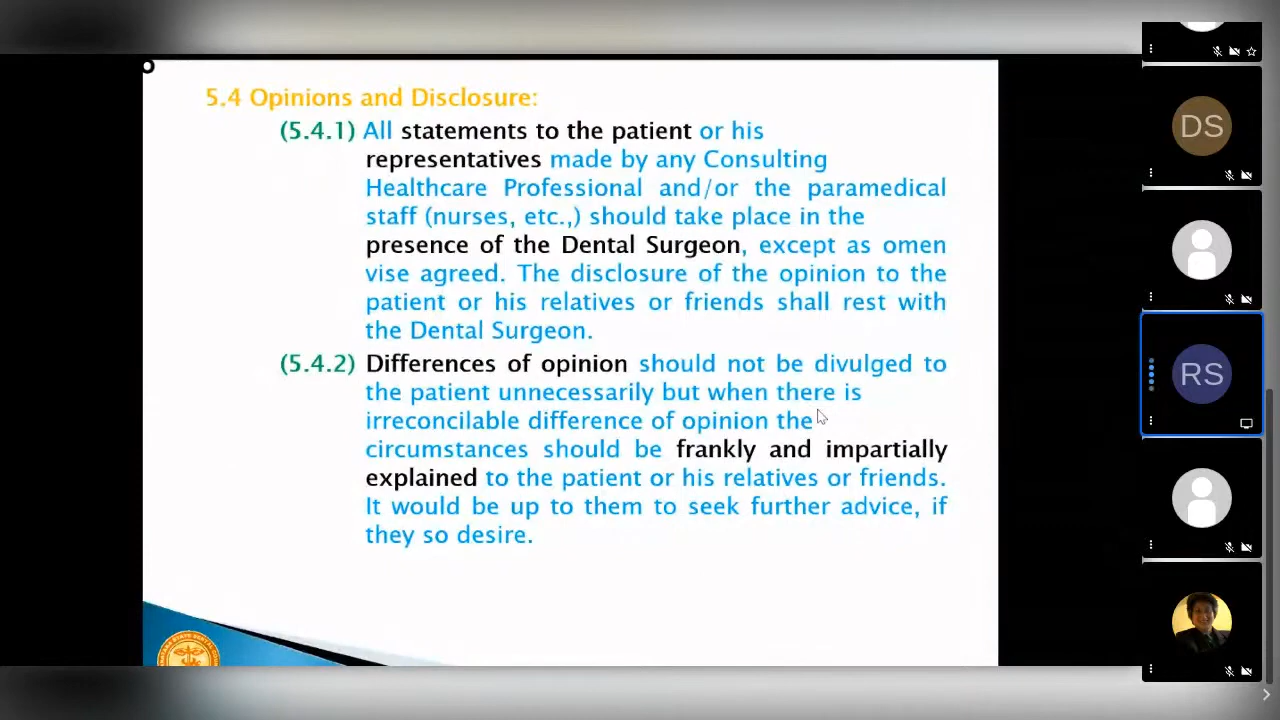 5.4 Opinions and Disclosure:
(5.4.1) All statements to the patient or his
representatives made by any Consulting
Healthcare Professional and/or the paramedical
staff (nurses, etc.,) should take place in the
presence of the Dental Surgeon, except as omen
vise agreed. The disclosure of the opinion to the
patient or his relatives or friends shall rest with
the Dental Surgeon.
(5.4.2) Differences of opinion should not be divulged to
the patient unnecessarily but when there is
irreconcilable difference of opinion the
circumstances should be frankly and impartially
explained to the patient or his relatives or friends.
It would be up to them to seek further advice, if
they so desire.
DS
RS